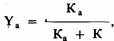 Yₐ = Kₐ / (Kₐ + K) ,